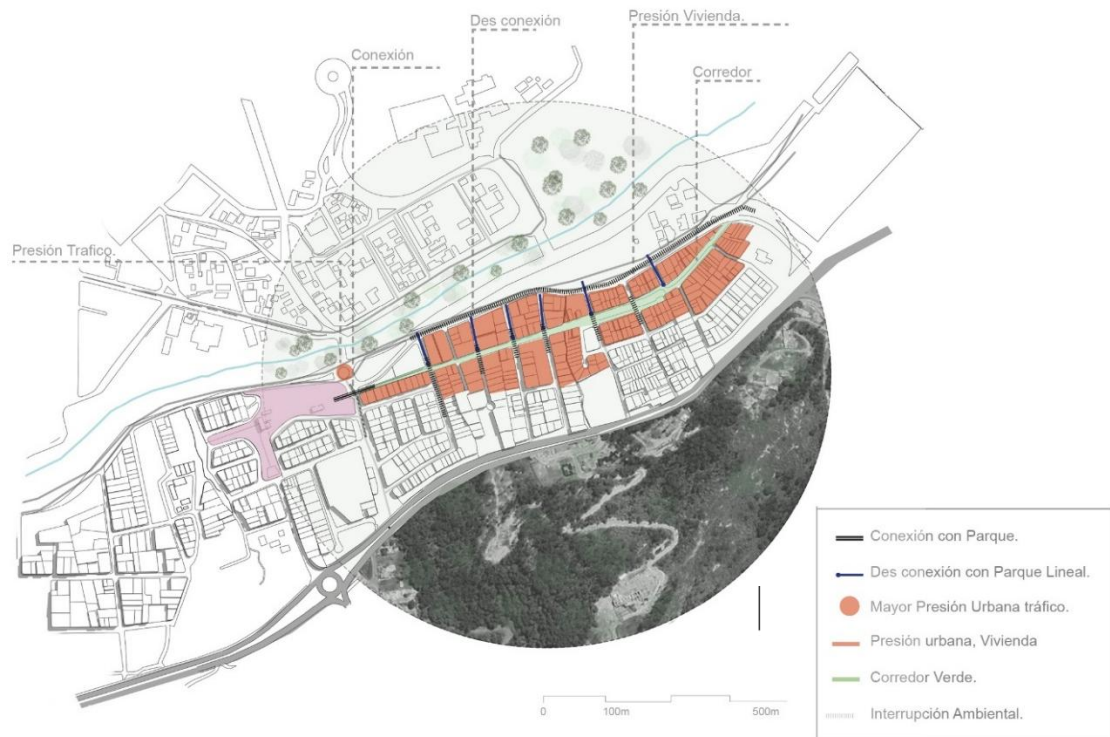 Des conexión
Presión Vivienda.
Conexión
Corredor
Presión Trafico.
Conexión con Parque.
Des conexión con Parque Lineal.
Mayor Presión Urbana tráfico.
Presión urbana, Vivienda
Corredor Verde.
Interrupción Ambiental.
0 100m 500m